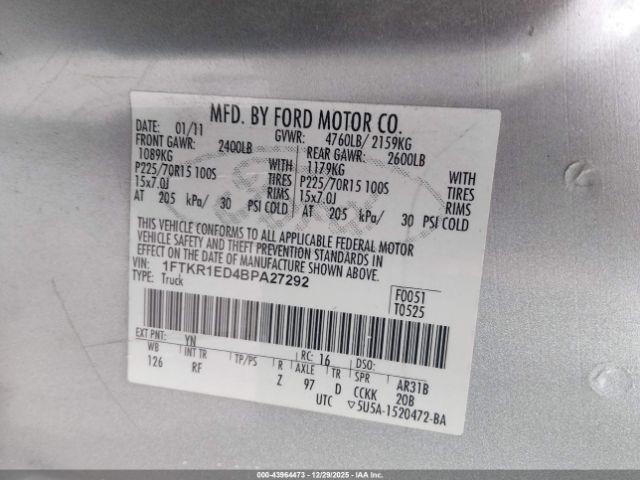 MFD. BY FORD MOTOR CO.
DATE: 01/11 GVWR: 4760LB/ 2159KG
FRONT GAWR: 2400LB REAR GAWR: 2600LB
1089KG WITH 1179KG WITH
P225/70R15 100S TIRES P225/70R15 100S TIRES
15x7.0J RIMS 15x7.0J RIMS
AT 205 kPa/ 30 PSI COLD AT 205 kPa/ 30 PSI COLD
THIS VEHICLE CONFORMS TO ALL APPLICABLE FEDERAL MOTOR
VEHICLE SAFETY AND THEFT PREVENTION STANDARDS IN
EFFECT ON THE DATE OF MANUFACTURE SHOWN ABOVE.
VIN: 1FTKR1ED4BPA27292
TYPE: Truck
F0051
T0525
EXT PNT: YN RC: 16 DSO:
WB INT TR TP/PS R AXLE TR SPR AR31B
126 RF Z 97 D CCKK 20B
UTC ▽5U5A-1520472-BA
© Stock: 43964473 | 12/29/2025 | IAAI.CA